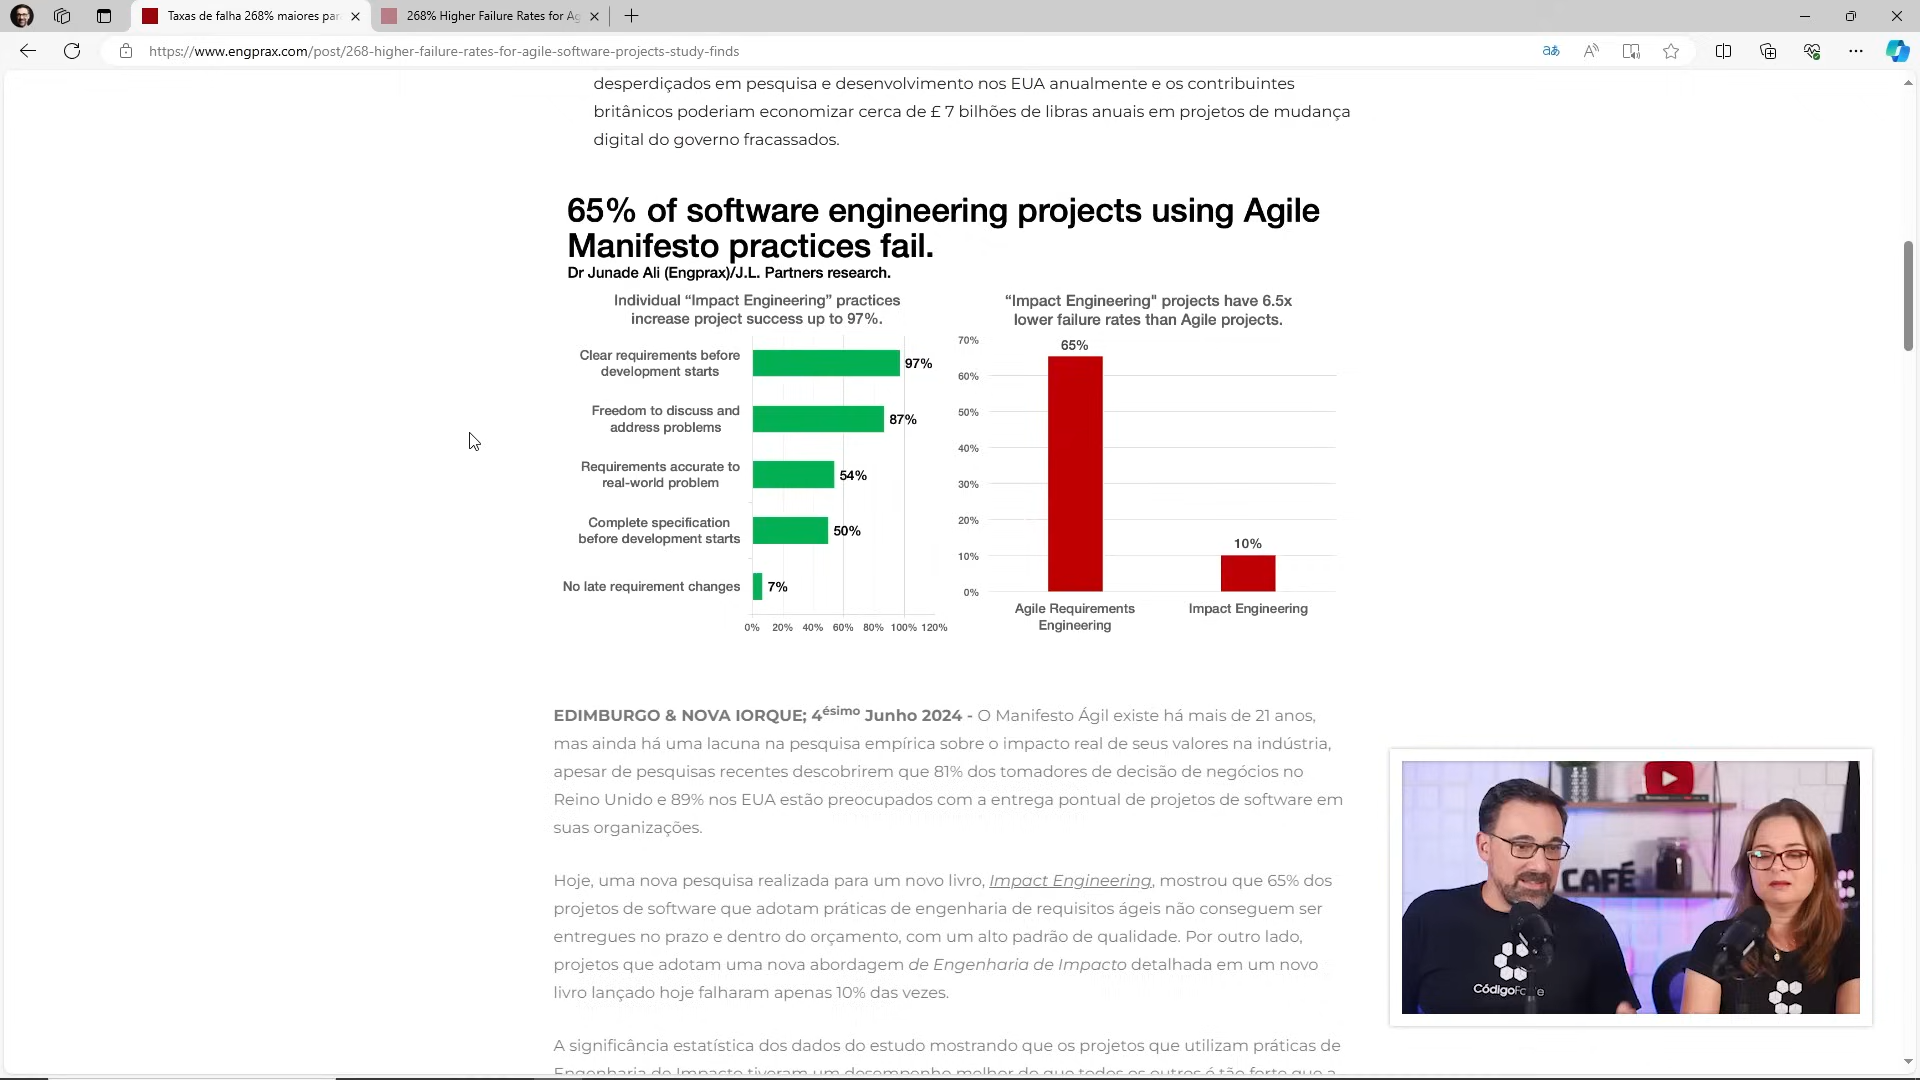 Taxas de falha 268% maiores par
268% Higher Failure Rates for Ag
https://www.engprax.com/post/268-higher-failure-rates-for-agile-software-projects-study-finds
desperdiçados em pesquisa e desenvolvimento nos EUA anualmente e os contribuintes
britânicos poderiam economizar cerca de £ 7 bilhões de libras anuais em projetos de mudança
digital do governo fracassados.
65% of software engineering projects using Agile
Manifesto practices fail.
Dr Junade Ali (Engprax)/J.L. Partners research.
Individual “Impact Engineering” practices
increase project success up to 97%.
Clear requirements before
development starts
97%
Freedom to discuss and
address problems
87%
Requirements accurate to
real-world problem
54%
Complete specification
before development starts
50%
No late requirement changes
7%
0% 20% 40% 60% 80% 100% 120%
“Impact Engineering" projects have 6.5x
lower failure rates than Agile projects.
70%
60%
50%
40%
30%
20%
10%
0%
65%
10%
Agile Requirements
Engineering
Impact Engineering
EDIMBURGO & NOVA IORQUE; 4ésimo Junho 2024 - O Manifesto Ágil existe há mais de 21 anos,
mas ainda há uma lacuna na pesquisa empírica sobre o impacto real de seus valores na indústria,
apesar de pesquisas recentes descobrirem que 81% dos tomadores de decisão de negócios no
Reino Unido e 89% nos EUA estão preocupados com a entrega pontual de projetos de software em
suas organizações.
Hoje, uma nova pesquisa realizada para um novo livro, Impact Engineering, mostrou que 65% dos
projetos de software que adotam práticas de engenharia de requisitos ágeis não conseguem ser
entregues no prazo e dentro do orçamento, com um alto padrão de qualidade. Por outro lado,
projetos que adotam uma nova abordagem de Engenharia de Impacto detalhada em um novo
livro lançado hoje falharam apenas 10% das vezes.
A significância estatística dos dados do estudo mostrando que os projetos que utilizam práticas de
Engenharia de Impacto tiveram um desempenho melhor do que todos os outros é tão forte que a
CAFÉ